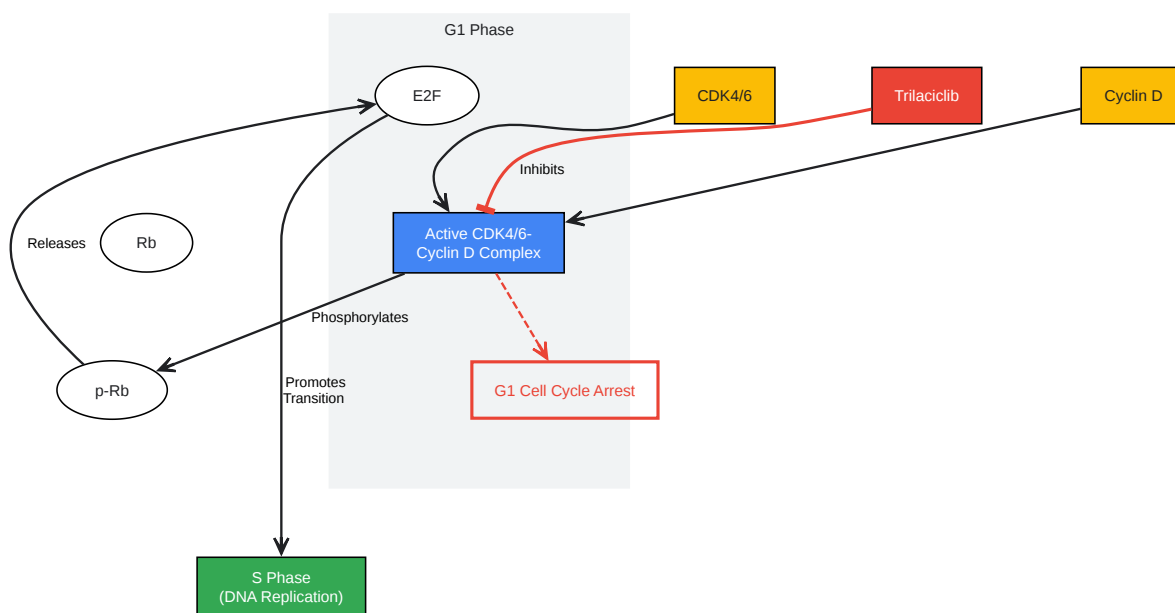 G1 Phase
E2F
CDK4/6
Trilaciclib
Cyclin D
Inhibits
Releases
Rb
Active CDK4/6-
Cyclin D Complex
Phosphorylates
p-Rb
Promotes
Transition
G1 Cell Cycle Arrest
S Phase
(DNA Replication)